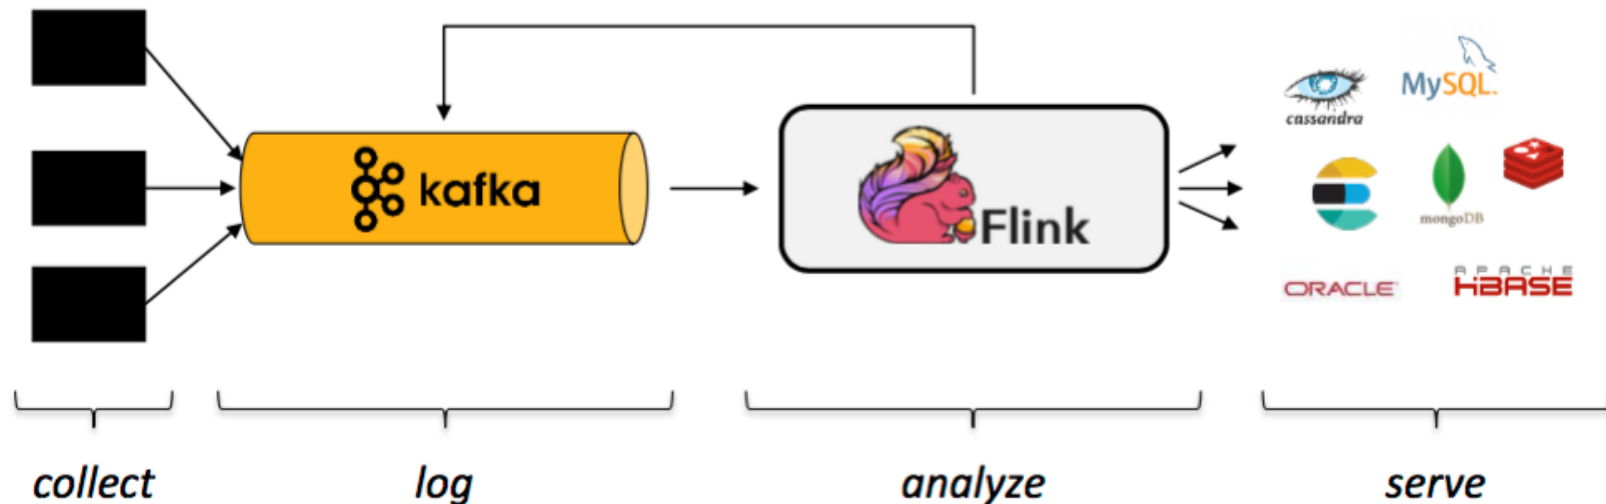 kafka
Flink
cassandra
MySQL
mongoDB
ORACLE
APACHE
HBASE
collect
log
analyze
serve